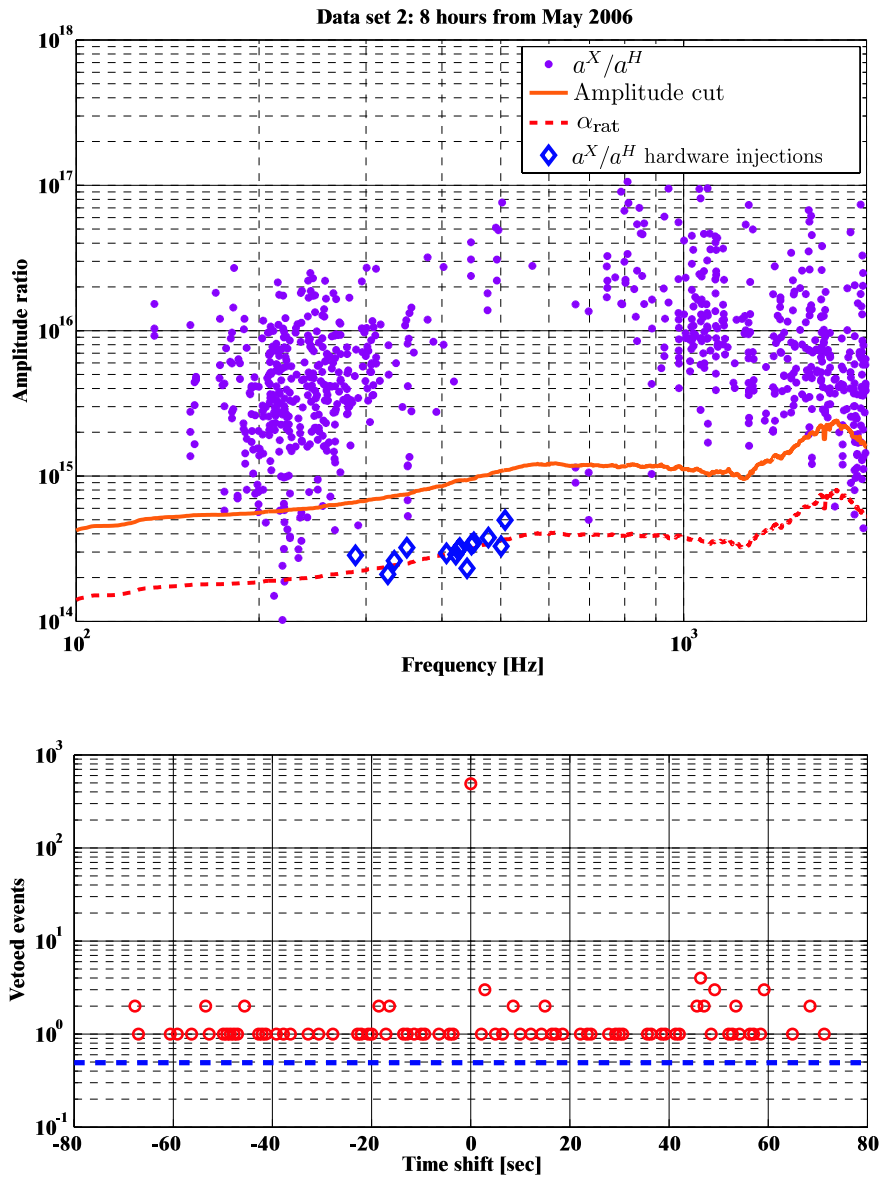 Data set 2: 8 hours from May 2006
10^18
10^17
10^16
10^15
10^14
Amplitude ratio
a^X/a^H
Amplitude cut
α_rat
a^X/a^H hardware injections
10^2
10^3
Frequency [Hz]
10^3
10^2
10^1
10^0
10^-1
Vetoed events
-80
-60
-40
-20
0
20
40
60
80
Time shift [sec]